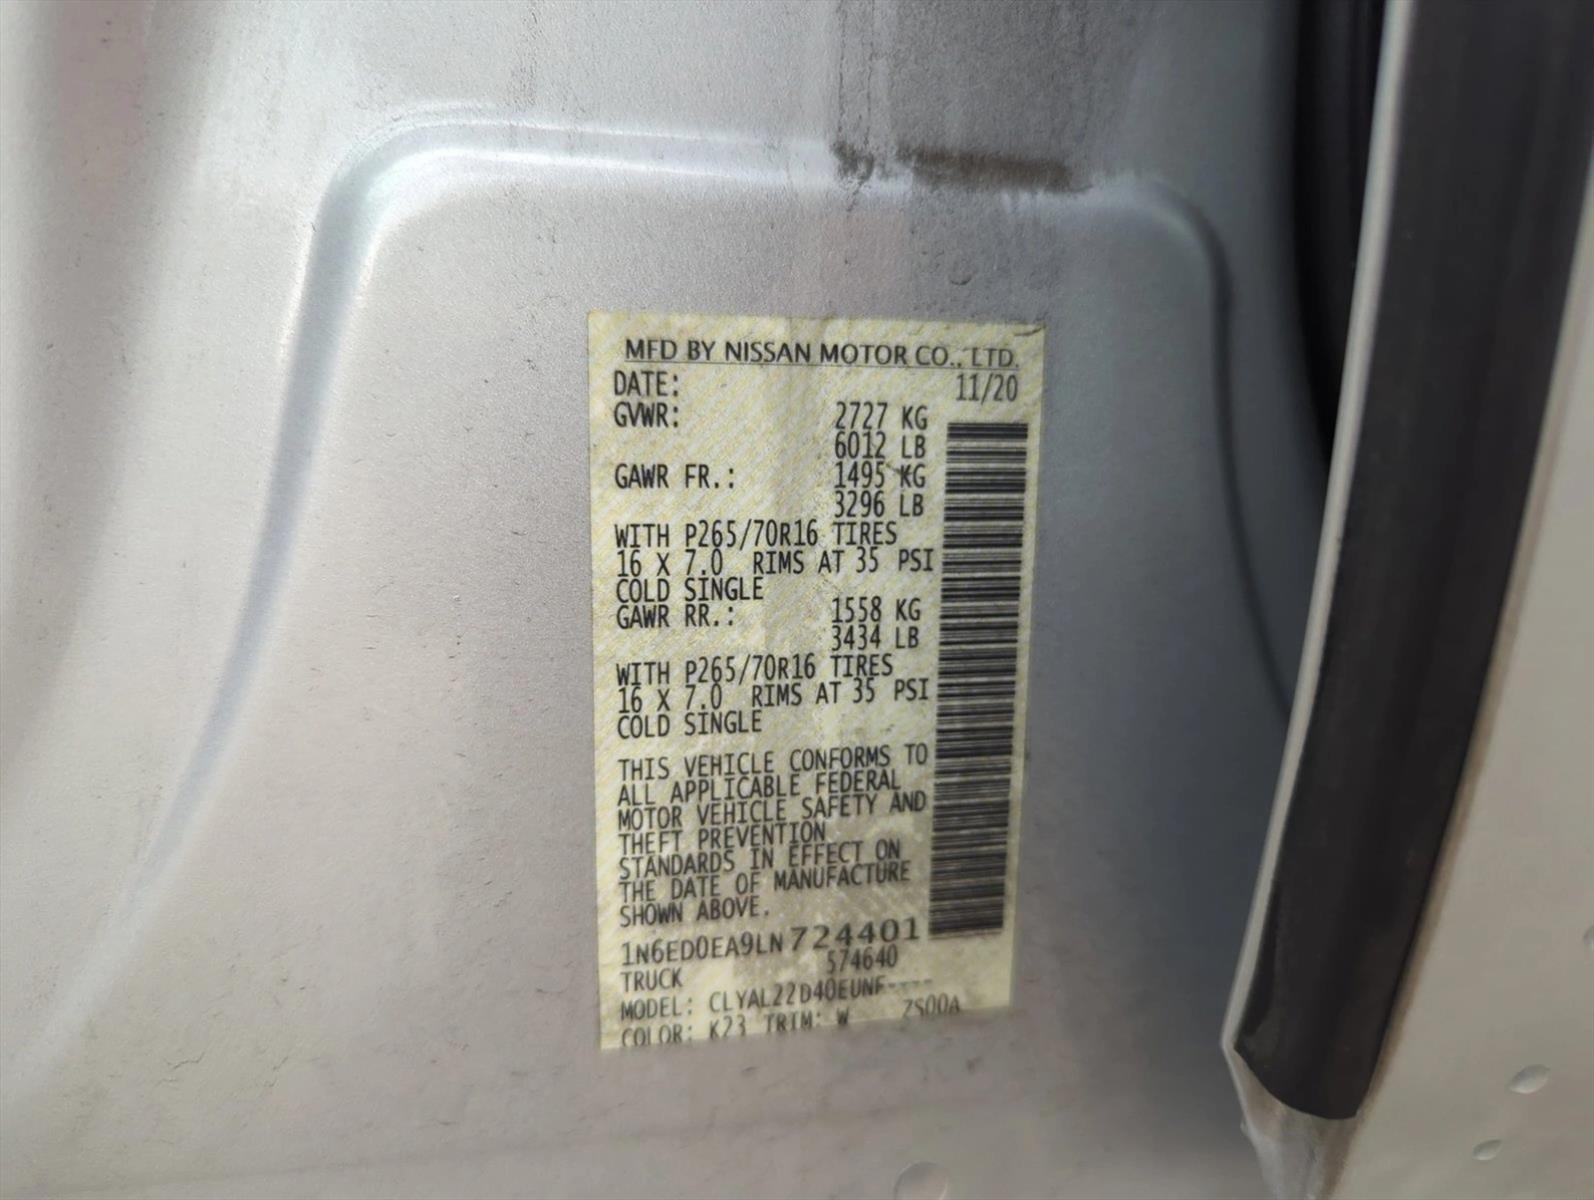 MFD BY NISSAN MOTOR CO., LTD.
DATE: 11/20
GVWR: 2727 KG
6012 LB
GAWR FR.: 1495 KG
3296 LB
WITH P265/70R16 TIRES
16 X 7.0 RIMS AT 35 PSI
COLD SINGLE
GAWR RR.: 1558 KG
3434 LB
WITH P265/70R16 TIRES
16 X 7.0 RIMS AT 35 PSI
COLD SINGLE
THIS VEHICLE CONFORMS TO
ALL APPLICABLE FEDERAL
MOTOR VEHICLE SAFETY AND
THEFT PREVENTION
STANDARDS IN EFFECT ON
THE DATE OF MANUFACTURE
SHOWN ABOVE.
1N6ED0EA9LN724401
TRUCK 574640
MODEL: CLYAL22D40EUNF----
COLOR: K23 TRIM: W ZS00A